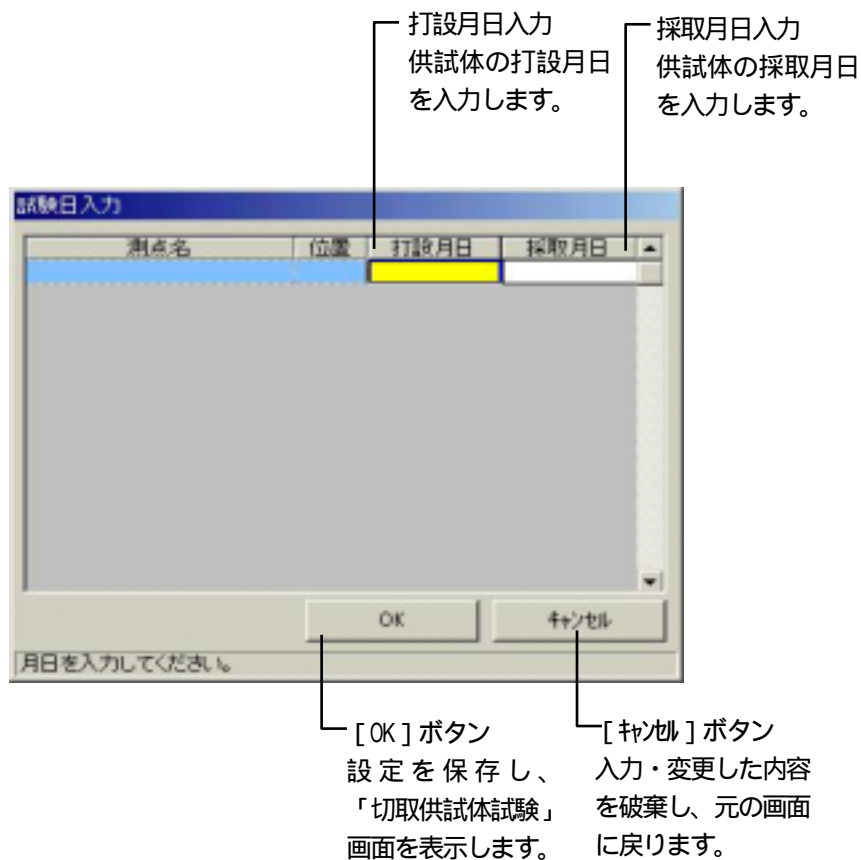 打設月日入力
供試体の打設月日
を入力します。
採取月日入力
供試体の採取月日
を入力します。
試験日入力
測点名 位置 打設月日 採取月日
OK キャンセル
月日を入力してください。
[OK]ボタン
設定を保存し、
「切取供試体試験」
画面を表示します。
[ｷｬﾝｾﾙ]ボタン
入力・変更した内容
を破棄し、元の画面
に戻ります。